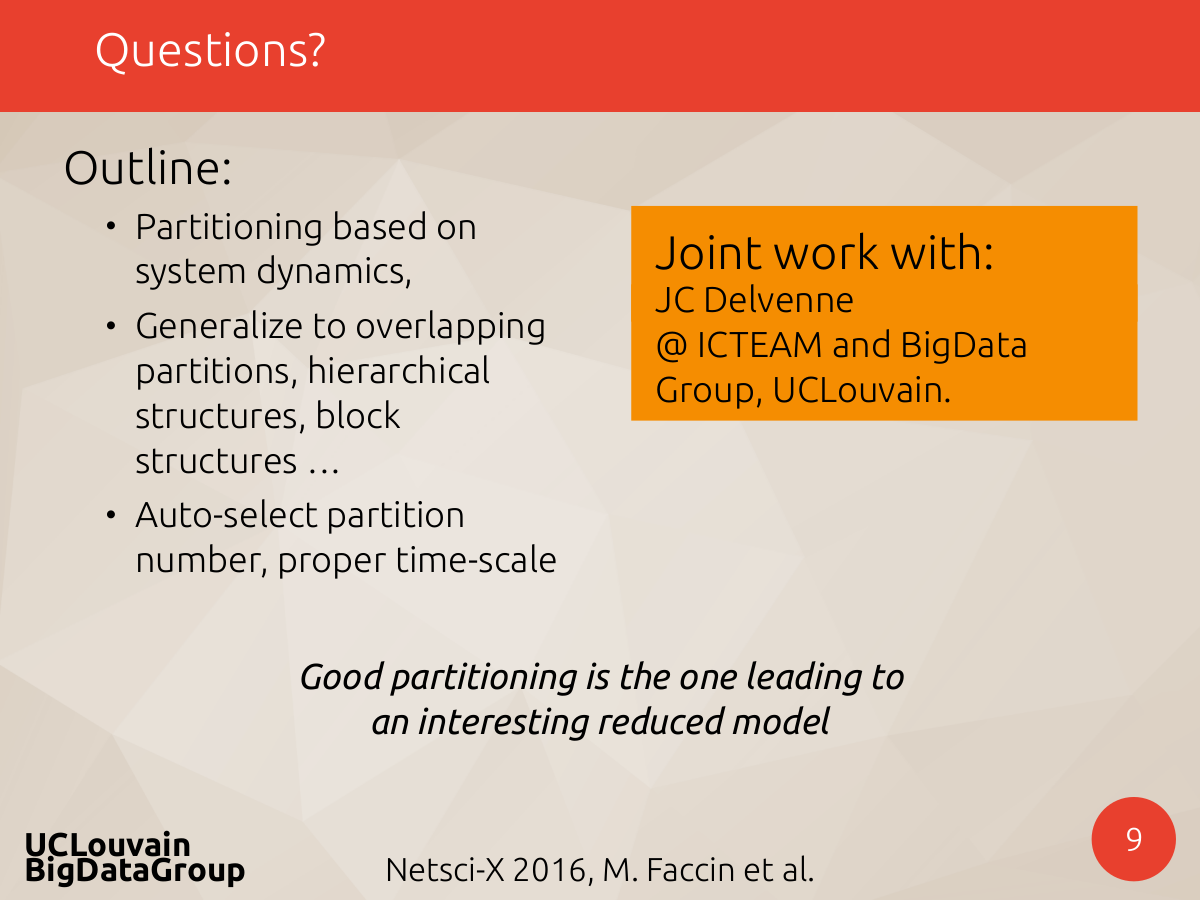 Questions?
Outline:
• Partitioning based on
system dynamics,
• Generalize to overlapping
partitions, hierarchical
structures, block
structures …
• Auto-select partition
number, proper time-scale
Joint work with:
JC Delvenne
@ ICTEAM and BigData
Group, UCLouvain.
Good partitioning is the one leading to
an interesting reduced model
UCLouvain
BigDataGroup
Netsci-X 2016, M. Faccin et al.
9